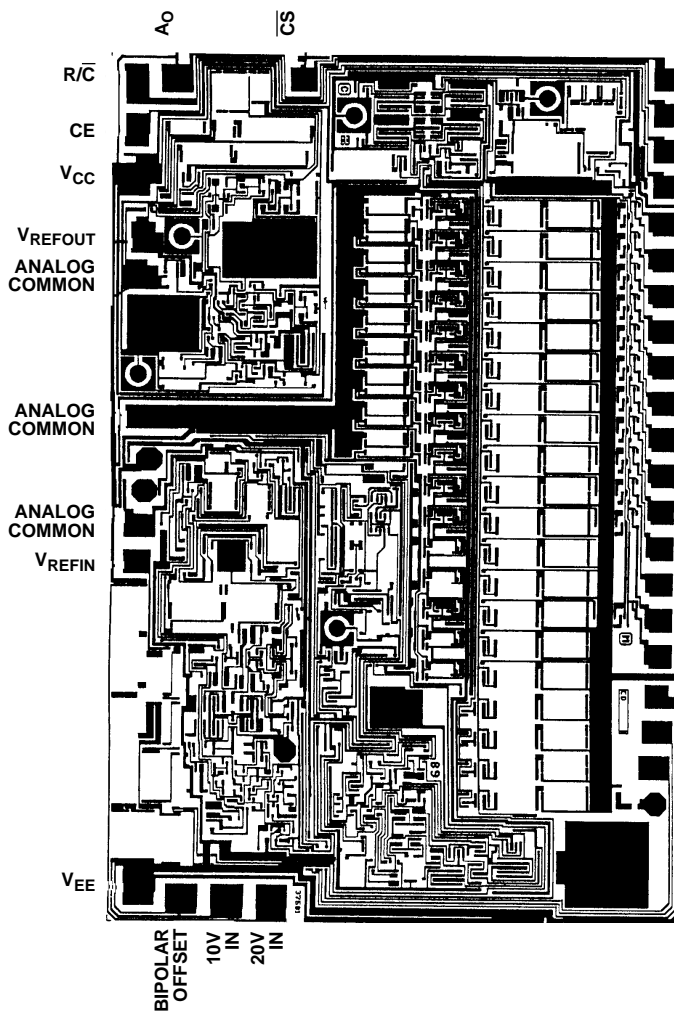 AO
CS
R/C
CE
VCC
VREFOUT
ANALOG
COMMON
ANALOG
COMMON
ANALOG
COMMON
VREFIN
VEE
BIPOLAR
OFFSET
10V
IN
20V
IN